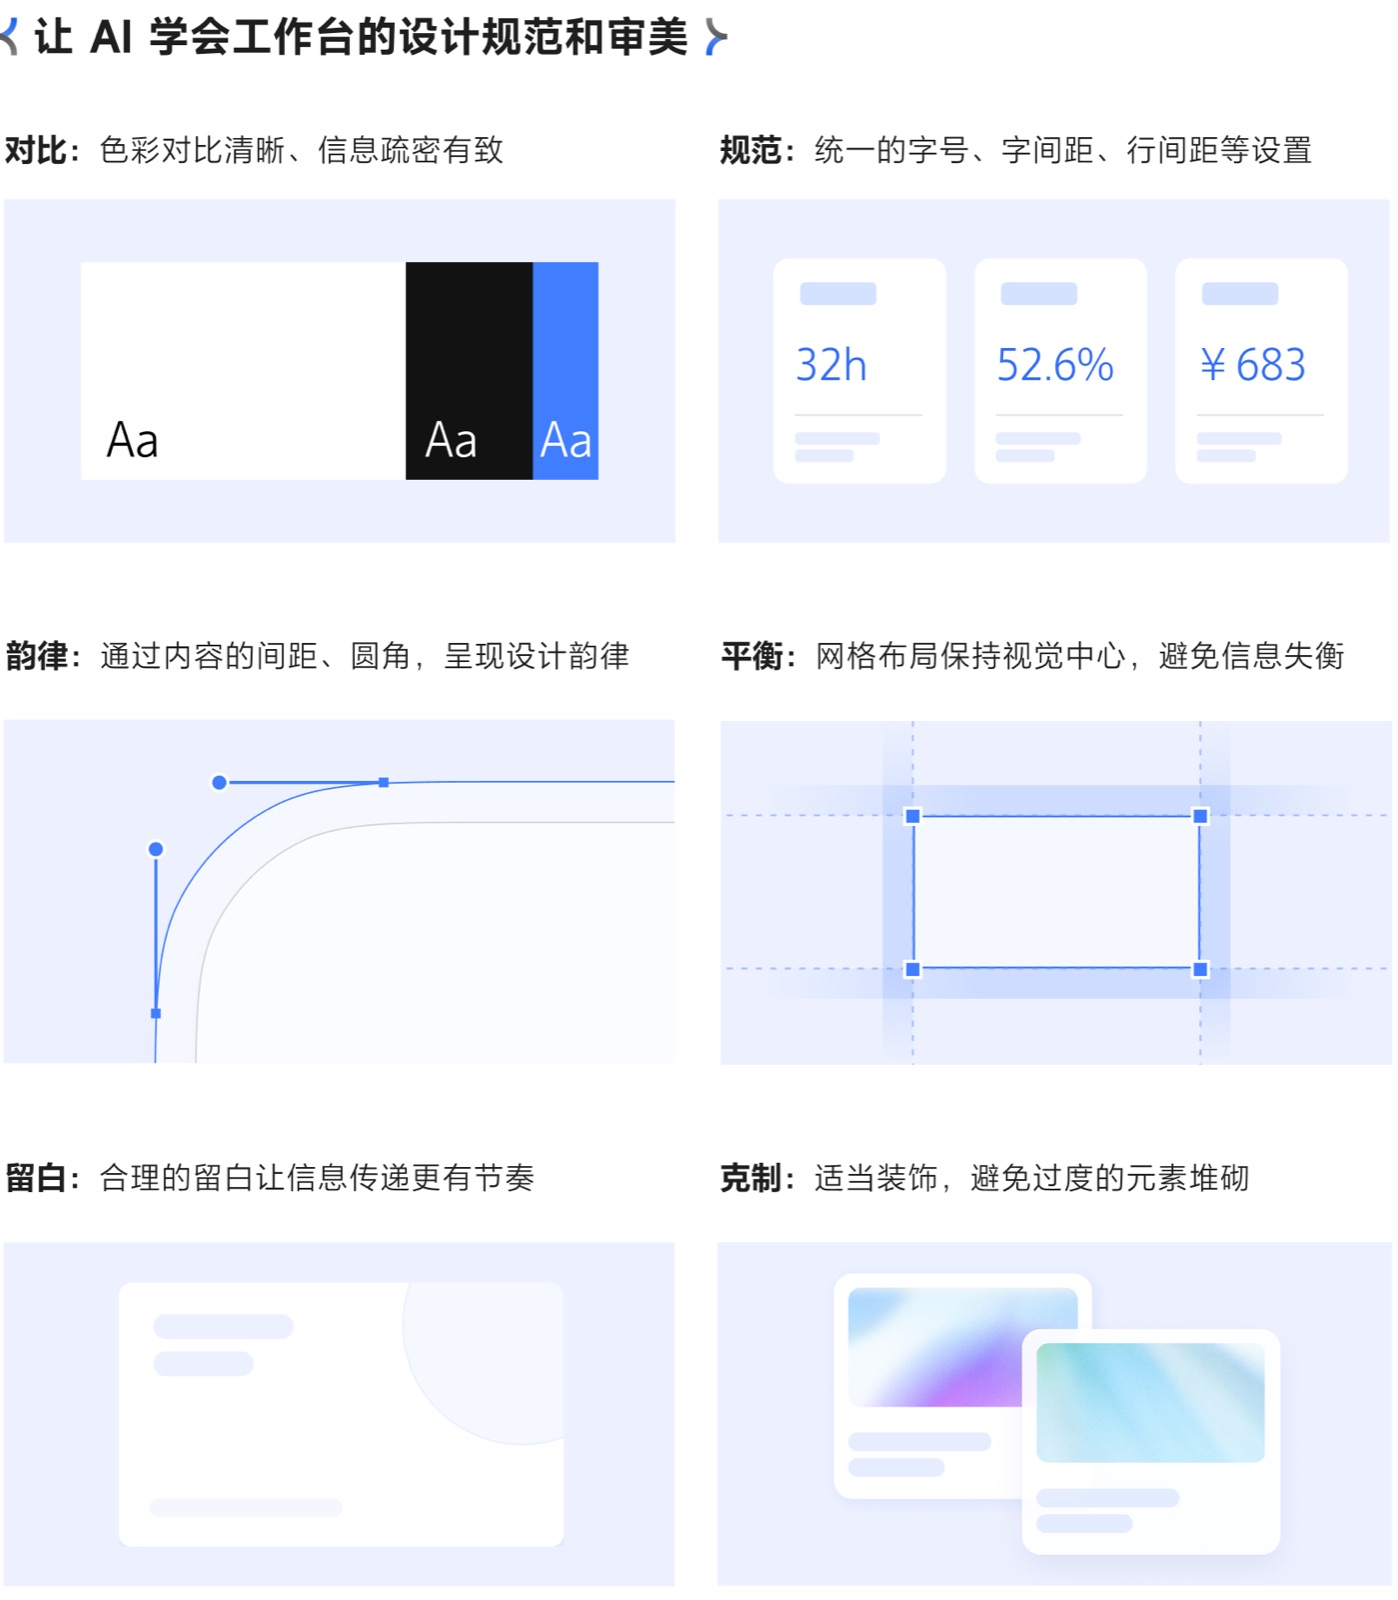 让 AI 学会工作台的设计规范和审美
对比：色彩对比清晰、信息疏密有致
规范：统一的字号、字间距、行间距等设置
Aa
Aa
Aa
32h
52.6%
¥ 683
韵律：通过内容的间距、圆角，呈现设计韵律
平衡：网格布局保持视觉中心，避免信息失衡
留白：合理的留白让信息传递更有节奏
克制：适当装饰，避免过度的元素堆砌